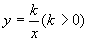 y = k/x (k > 0)